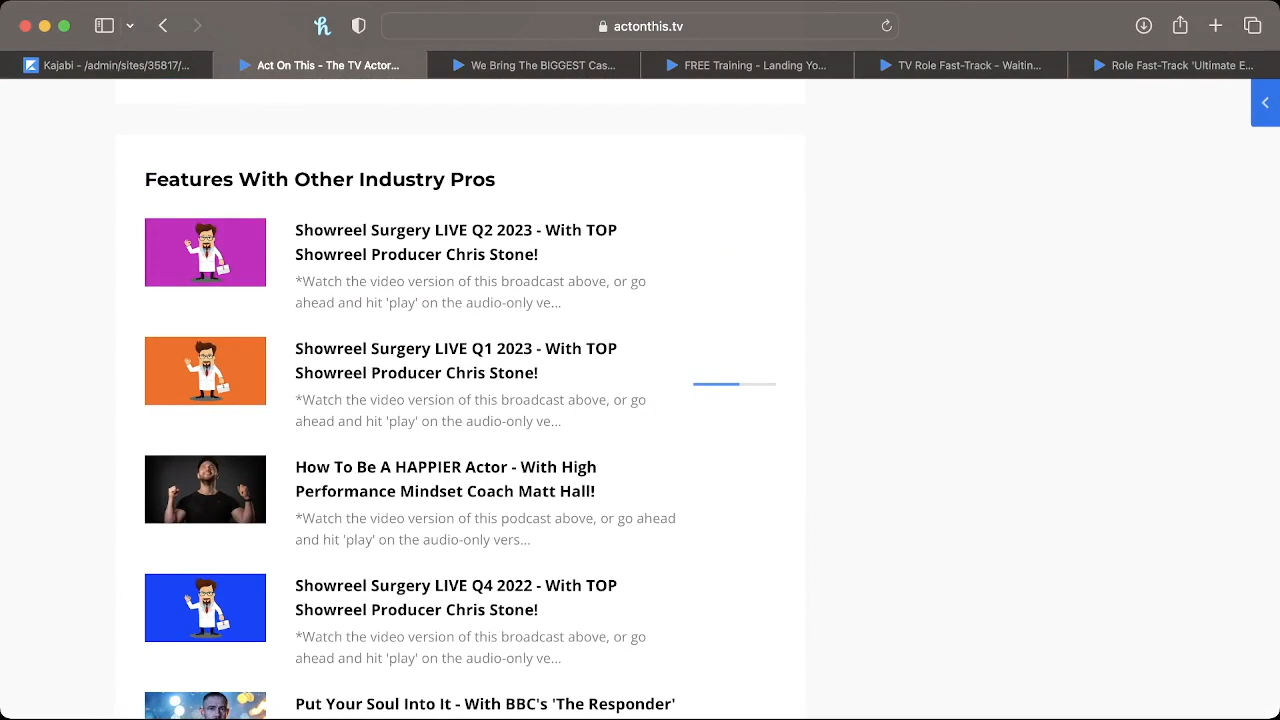 actonthis.tv
Kajabi - /admin/sites/35817/...
Act On This - The TV Actor...
We Bring The BIGGEST Cas...
FREE Training - Landing Yo...
TV Role Fast-Track - Waitin...
Role Fast-Track 'Ultimate E...
Features With Other Industry Pros
Showreel Surgery LIVE Q2 2023 - With TOP
Showreel Producer Chris Stone!
*Watch the video version of this broadcast above, or go
ahead and hit 'play' on the audio-only ve...
Showreel Surgery LIVE Q1 2023 - With TOP
Showreel Producer Chris Stone!
*Watch the video version of this broadcast above, or go
ahead and hit 'play' on the audio-only ve...
How To Be A HAPPIER Actor - With High
Performance Mindset Coach Matt Hall!
*Watch the video version of this podcast above, or go ahead
and hit 'play' on the audio-only vers...
Showreel Surgery LIVE Q4 2022 - With TOP
Showreel Producer Chris Stone!
*Watch the video version of this broadcast above, or go
ahead and hit 'play' on the audio-only ve...
Put Your Soul Into It - With BBC's 'The Responder'